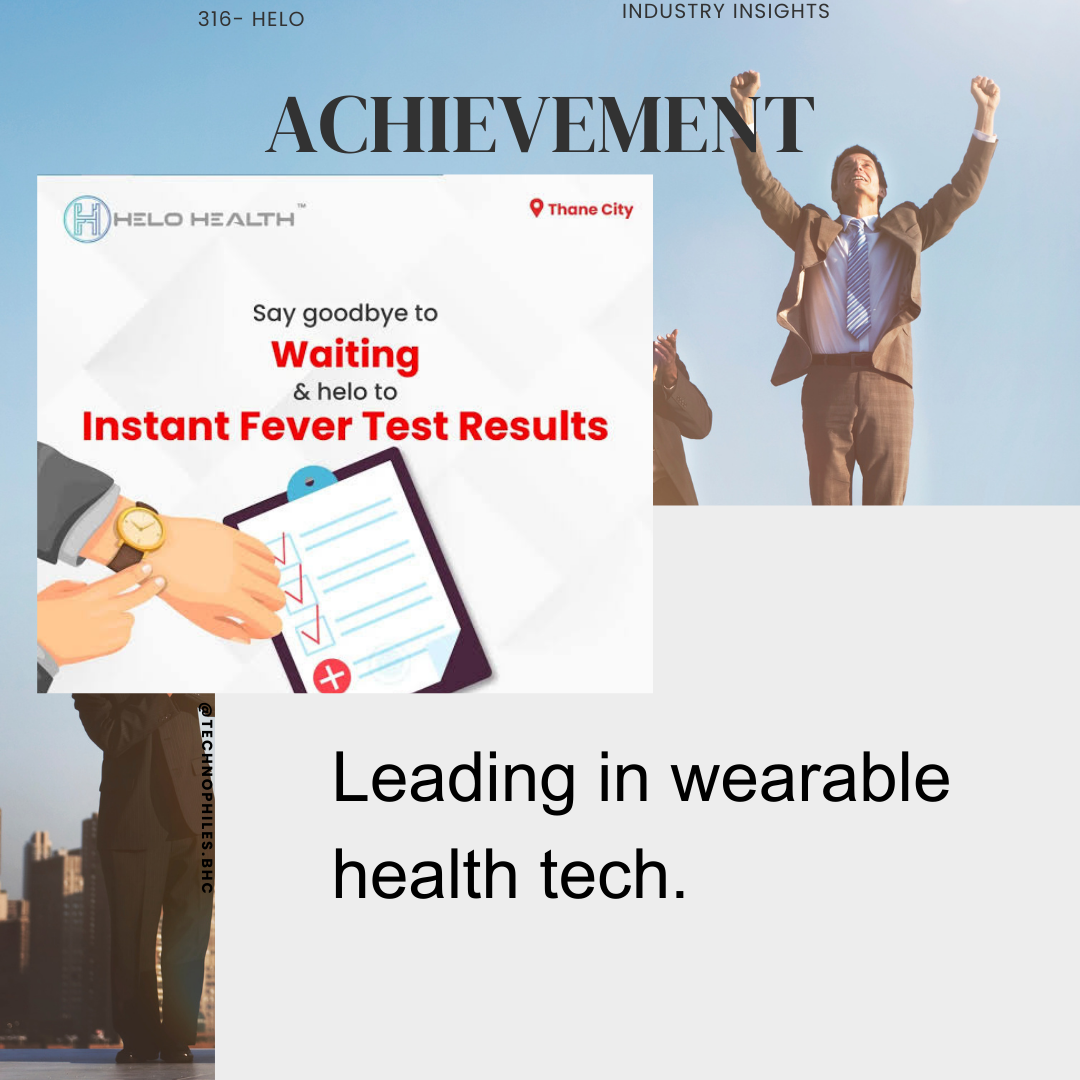 316- HELO
INDUSTRY INSIGHTS
ACHIEVEMENT
HELO HEALTH™
Thane City
Say goodbye to
Waiting
& helo to
Instant Fever Test Results
@TECHNOPHILES.BHC
Leading in wearable
health tech.